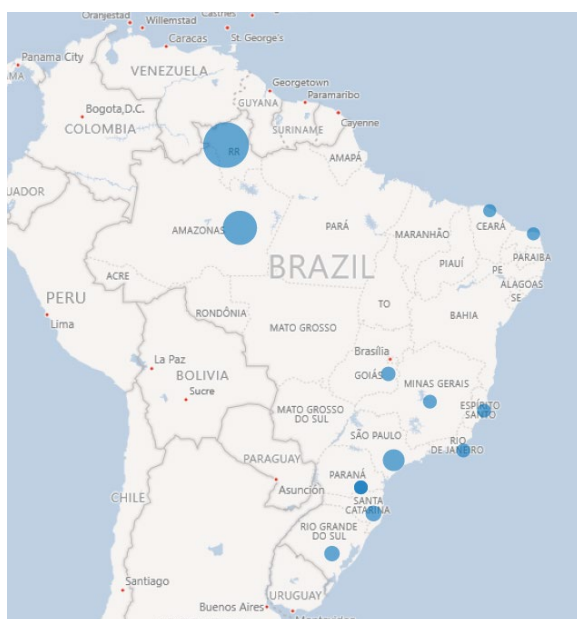 Oranjestad
Willemstad
Castries
St. George's
Caracas
Panama City
VENEZUELA
Georgetown
Paramaribo
GUYANA
Bogota,D.C.
COLOMBIA
SURINAME
Cayenne
RR
AMAPÁ
UADOR
AMAZONAS
PARÁ
MARANHÃO
CEARÁ
BRAZIL
PARAIBA
PIAUÍ
PE
ACRE
ALAGOAS
SE
PERU
RONDÔNIA
TO
Lima
MATO GROSSO
BAHIA
Brasília
La Paz
BOLIVIA
GOIÁS
MINAS GERAIS
Sucre
MATO GROSSO
DO SUL
ESPÍRITO
SANTO
SÃO PAULO
RIO
DE JANEIRO
PARAGUAY
PARANÁ
Asunción
CHILE
SANTA
CATARINA
RIO GRANDE
DO SUL
Santiago
URUGUAY
Buenos Aires